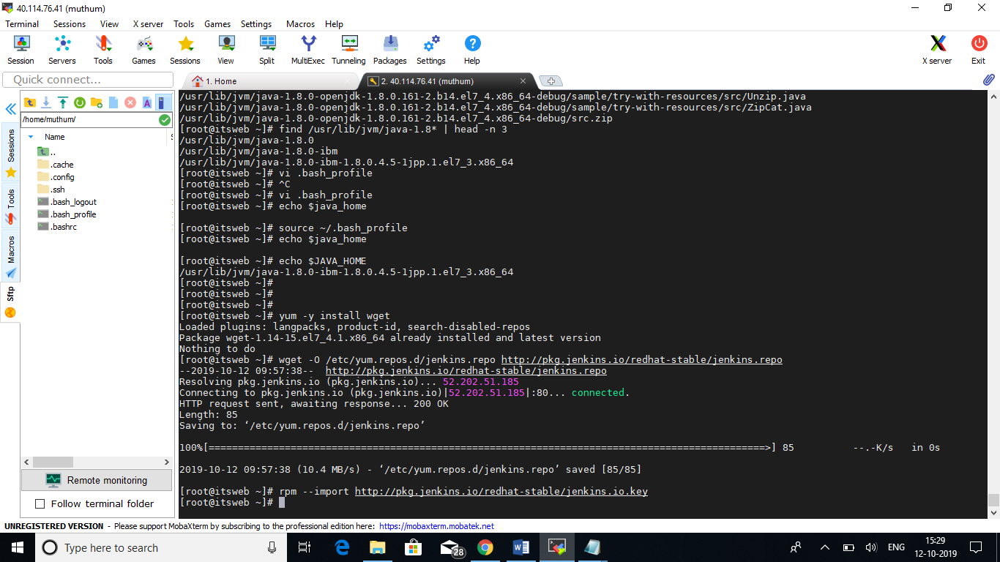 40.114.76.41 (muthum)
Terminal Sessions View X server Tools Games Settings Macros Help
Session Servers Tools Games Sessions View Split MultiExec Tunneling Packages Settings Help X server Exit
Quick connect...
1. Home
2. 40.114.76.41 (muthum)
/home/muthum/
Name
..
.cache
.config
.ssh
.bash_logout
.bash_profile
.bashrc
Sessions
Tools
Macros
Sftp
/usr/lib/jvm/java-1.8.0-openjdk-1.8.0.161-2.b14.el7_4.x86_64-debug/sample/try-with-resources/src/Unzip.java
/usr/lib/jvm/java-1.8.0-openjdk-1.8.0.161-2.b14.el7_4.x86_64-debug/sample/try-with-resources/src/ZipCat.java
/usr/lib/jvm/java-1.8.0-openjdk-1.8.0.161-2.b14.el7_4.x86_64-debug/src.zip
[root@itsweb ~]# find /usr/lib/jvm/java-1.8* | head -n 3
/usr/lib/jvm/java-1.8.0
/usr/lib/jvm/java-1.8.0-ibm
/usr/lib/jvm/java-1.8.0-ibm-1.8.0.4.5-1jpp.1.el7_3.x86_64
[root@itsweb ~]# vi .bash_profile
[root@itsweb ~]# ^C
[root@itsweb ~]# vi .bash_profile
[root@itsweb ~]# echo $java_home
[root@itsweb ~]# source ~/.bash_profile
[root@itsweb ~]# echo $java_home
[root@itsweb ~]# echo $JAVA_HOME
/usr/lib/jvm/java-1.8.0-ibm-1.8.0.4.5-1jpp.1.el7_3.x86_64
[root@itsweb ~]#
[root@itsweb ~]#
[root@itsweb ~]#
[root@itsweb ~]# yum -y install wget
Loaded plugins: langpacks, product-id, search-disabled-repos
Package wget-1.14-15.el7_4.1.x86_64 already installed and latest version
Nothing to do
[root@itsweb ~]# wget -O /etc/yum.repos.d/jenkins.repo http://pkg.jenkins.io/redhat-stable/jenkins.repo
--2019-10-12 09:57:38-- http://pkg.jenkins.io/redhat-stable/jenkins.repo
Resolving pkg.jenkins.io (pkg.jenkins.io)... 52.202.51.185
Connecting to pkg.jenkins.io (pkg.jenkins.io)|52.202.51.185|:80... connected.
HTTP request sent, awaiting response... 200 OK
Length: 85
Saving to: ‘/etc/yum.repos.d/jenkins.repo’
100%[===============================================================================================>] 85 --.-K/s in 0s
2019-10-12 09:57:38 (10.4 MB/s) - ‘/etc/yum.repos.d/jenkins.repo’ saved [85/85]
[root@itsweb ~]# rpm --import http://pkg.jenkins.io/redhat-stable/jenkins.io.key
[root@itsweb ~]#
Remote monitoring
Follow terminal folder
UNREGISTERED VERSION - Please support MobaXterm by subscribing to the professional edition here: https://mobaxterm.mobatek.net
Type here to search
28
ENG
15:29
12-10-2019